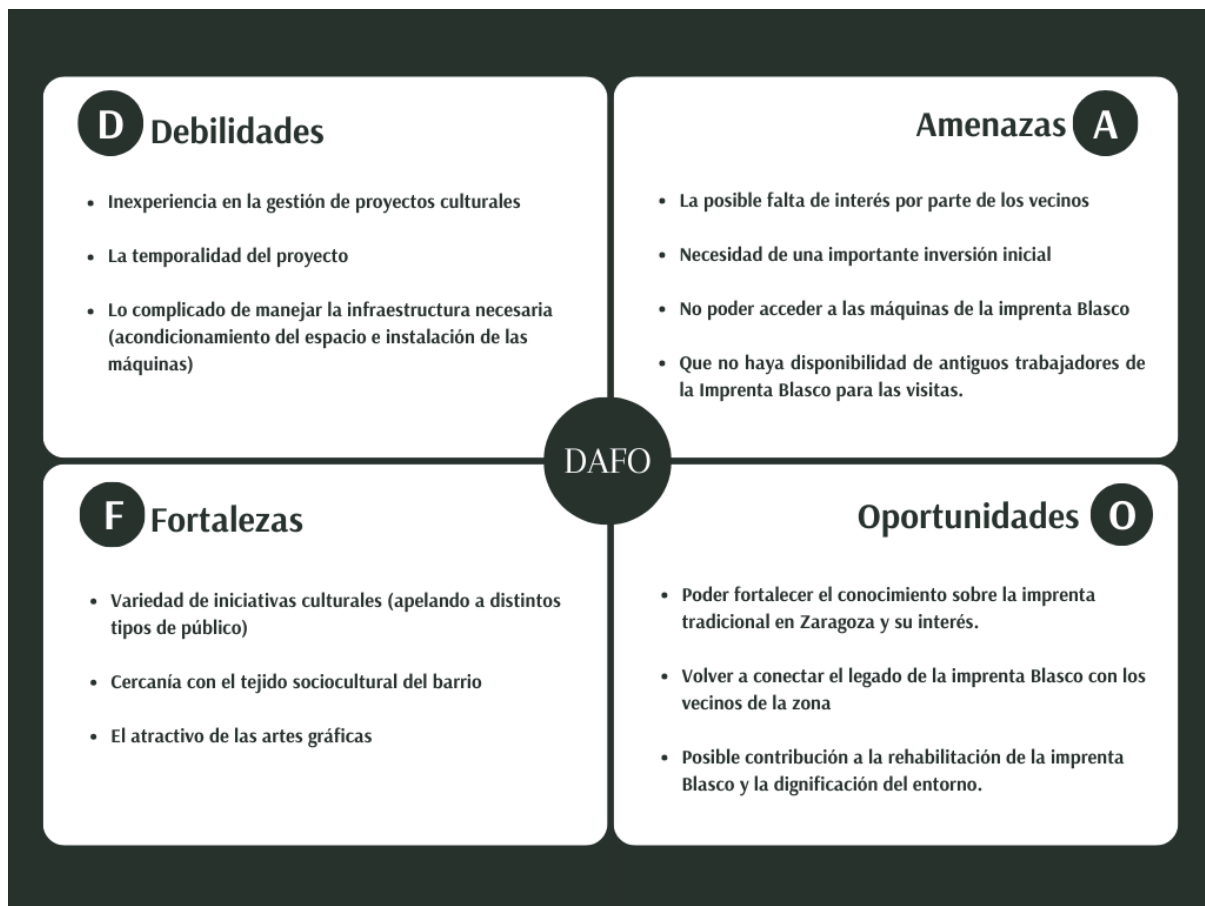 D Debilidades
• Inexperiencia en la gestión de proyectos culturales
• La temporalidad del proyecto
• Lo complicado de manejar la infraestructura necesaria
(acondicionamiento del espacio e instalación de las
máquinas)
Amenazas A
• La posible falta de interés por parte de los vecinos
• Necesidad de una importante inversión inicial
• No poder acceder a las máquinas de la imprenta Blasco
• Que no haya disponibilidad de antiguos trabajadores de
la Imprenta Blasco para las visitas.
DAFO
F Fortalezas
• Variedad de iniciativas culturales (apelando a distintos
tipos de público)
• Cercanía con el tejido sociocultural del barrio
• El atractivo de las artes gráficas
Oportunidades O
• Poder fortalecer el conocimiento sobre la imprenta
tradicional en Zaragoza y su interés.
• Volver a conectar el legado de la imprenta Blasco con los
vecinos de la zona
• Posible contribución a la rehabilitación de la imprenta
Blasco y la dignificación del entorno.